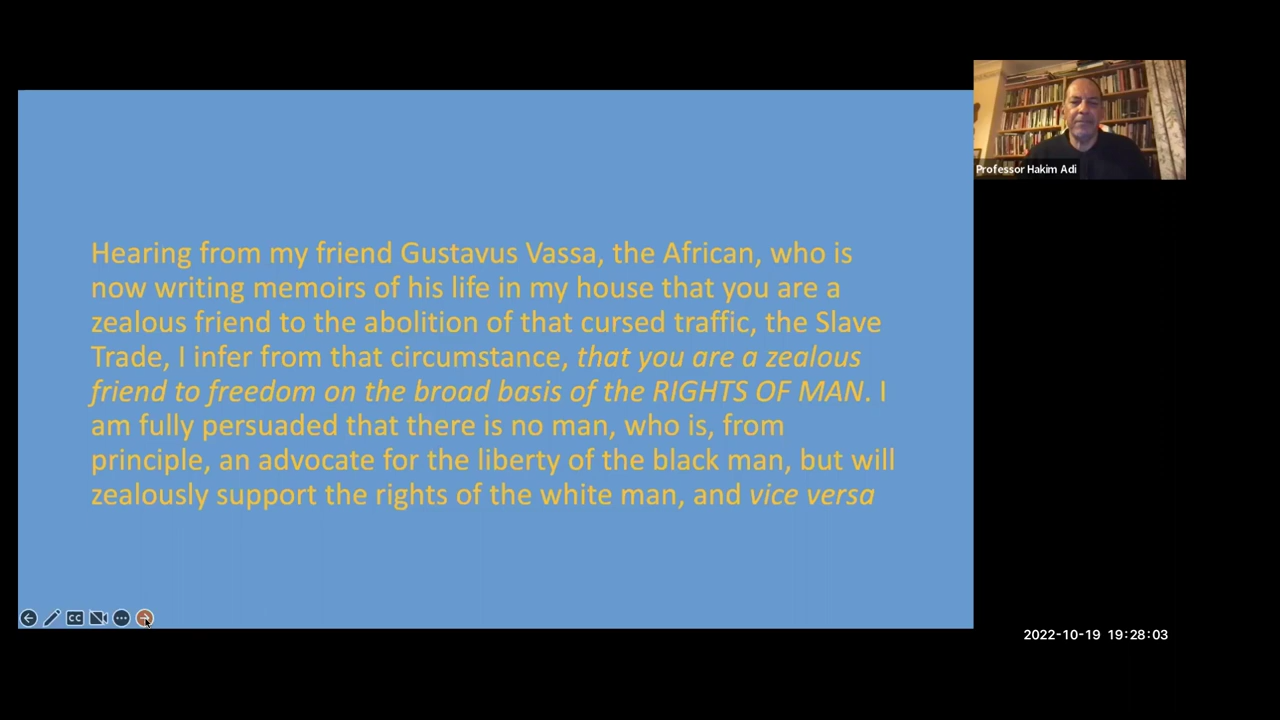 Hearing from my friend Gustavus Vassa, the African, who is
now writing memoirs of his life in my house that you are a
zealous friend to the abolition of that cursed traffic, the Slave
Trade, I infer from that circumstance, that you are a zealous
friend to freedom on the broad basis of the RIGHTS OF MAN. I
am fully persuaded that there is no man, who is, from
principle, an advocate for the liberty of the black man, but will
zealously support the rights of the white man, and vice versa
Professor Hakim Adi
CC
2022-10-19 19:28:03